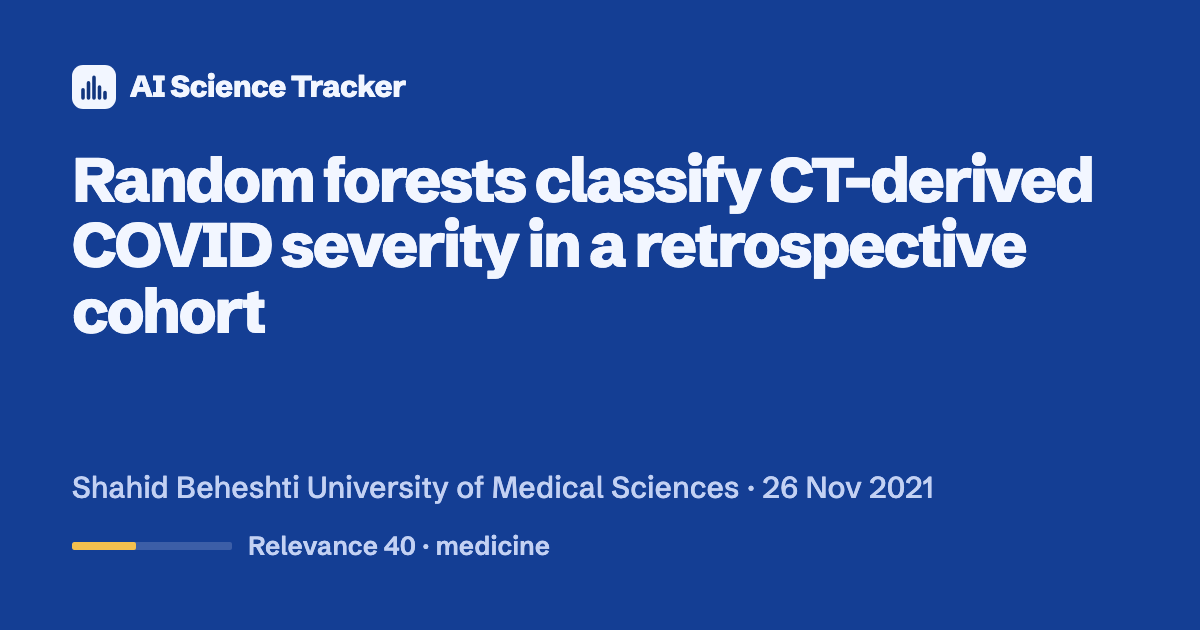 AI Science Tracker
Random forests classify CT-derived
COVID severity in a retrospective
cohort
Shahid Beheshti University of Medical Sciences · 26 Nov 2021
Relevance 40 · medicine